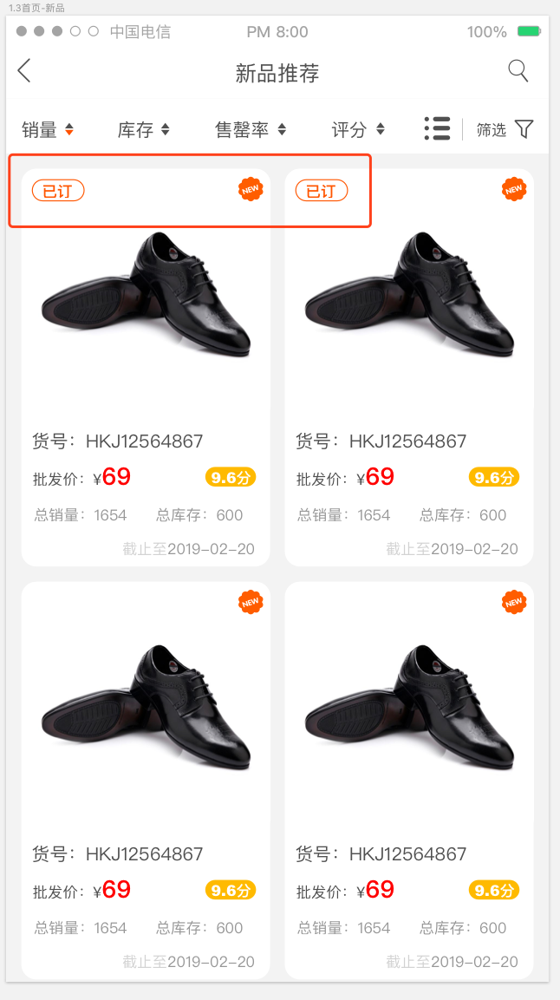 1.3首页-新品
中国电信 PM 8:00 100%
新品推荐
销量 库存 售罄率 评分 筛选
已订 NEW 已订 NEW
货号：HKJ12564867 货号：HKJ12564867
批发价：¥69 9.6分 批发价：¥69 9.6分
总销量：1654 总库存：600 总销量：1654 总库存：600
截止至2019-02-20 截止至2019-02-20
NEW NEW
货号：HKJ12564867 货号：HKJ12564867
批发价：¥69 9.6分 批发价：¥69 9.6分
总销量：1654 总库存：600 总销量：1654 总库存：600
截止至2019-02-20 截止至2019-02-20